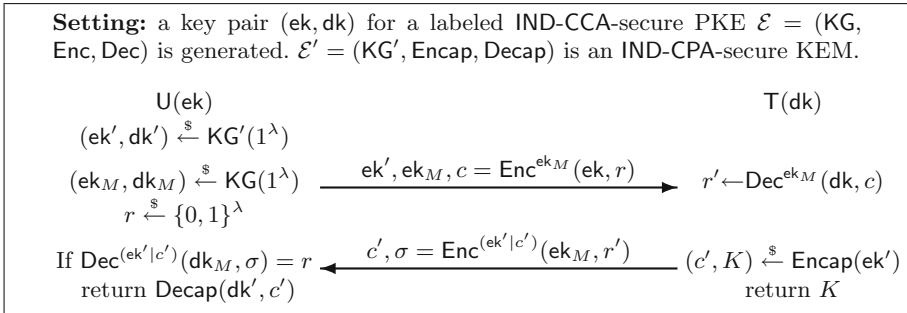 Setting: a key pair (ek, dk) for a labeled IND-CCA-secure PKE ℰ = (KG,
Enc, Dec) is generated. ℰ′ = (KG′, Encap, Decap) is an IND-CPA-secure KEM.
U(ek) T(dk)
(ek′, dk′) ←$ KG′(1^λ)
(ek_M, dk_M) ←$ KG(1^λ) ek′, ek_M, c = Enc^{ek_M}(ek, r) r′←Dec^{ek_M}(dk, c)
r ←$ {0, 1}^λ
If Dec^{(ek′|c′)}(dk_M, σ) = r c′, σ = Enc^{(ek′|c′)}(ek_M, r′) (c′, K) ←$ Encap(ek′)
return Decap(dk′, c′) return K